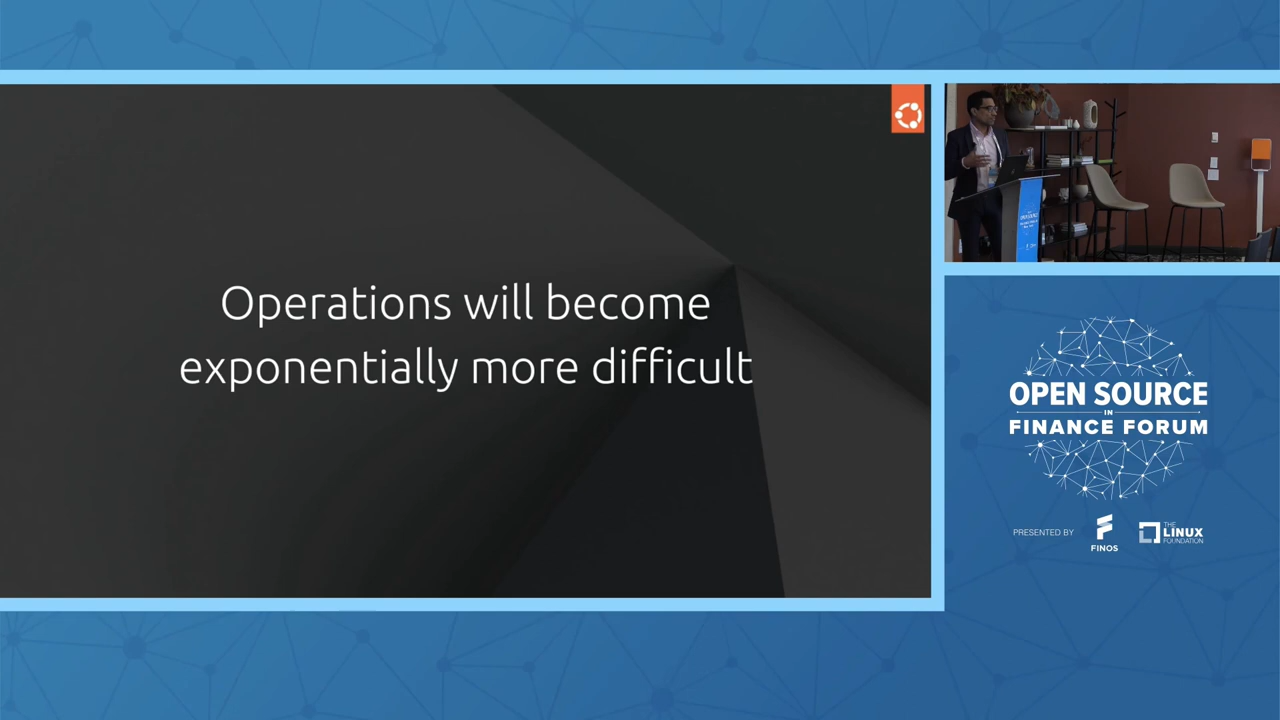 Operations will become
exponentially more difficult
OPEN SOURCE
IN
FINANCE FORUM
PRESENTED BY
FINOS
THE
LINUX
FOUNDATION